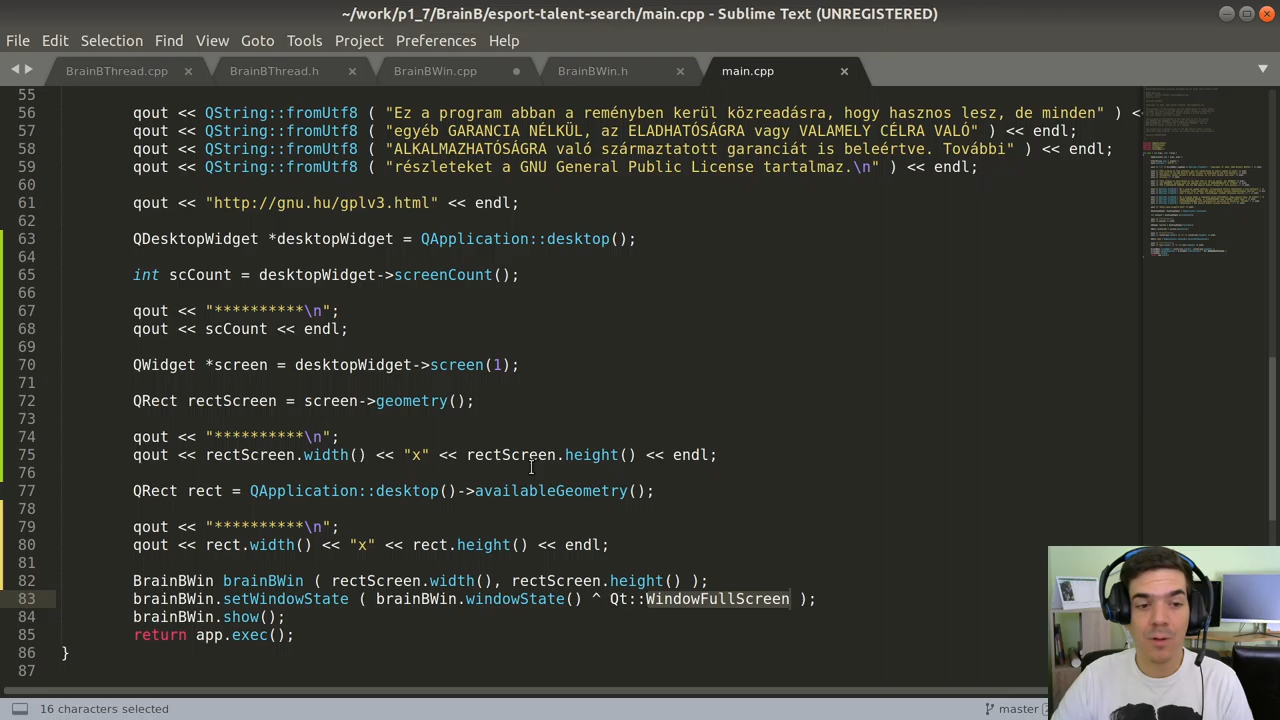 ~/work/p1_7/BrainB/esport-talent-search/main.cpp - Sublime Text (UNREGISTERED)
File Edit Selection Find View Goto Tools Project Preferences Help
BrainBThread.cpp BrainBThread.h BrainBWin.cpp BrainBWin.h main.cpp
55
56 qout << QString::fromUtf8 ( "Ez a program abban a reményben kerül közreadásra, hogy hasznos lesz, de minden" ) <
57 qout << QString::fromUtf8 ( "egyéb GARANCIA NÉLKÜL, az ELADHATÓSÁGRA vagy VALAMELY CÉLRA VALÓ" ) << endl;
58 qout << QString::fromUtf8 ( "ALKALMAZHATÓSÁGRA való származtatott garanciát is beleértve. További" ) << endl;
59 qout << QString::fromUtf8 ( "részleteket a GNU General Public License tartalmaz.\n" ) << endl;
60
61 qout << "http://gnu.hu/gplv3.html" << endl;
62
63 QDesktopWidget *desktopWidget = QApplication::desktop();
64
65 int scCount = desktopWidget->screenCount();
66
67 qout << "**********\n";
68 qout << scCount << endl;
69
70 QWidget *screen = desktopWidget->screen(1);
71
72 QRect rectScreen = screen->geometry();
73
74 qout << "**********\n";
75 qout << rectScreen.width() << "x" << rectScreen.height() << endl;
76
77 QRect rect = QApplication::desktop()->availableGeometry();
78
79 qout << "**********\n";
80 qout << rect.width() << "x" << rect.height() << endl;
81
82 BrainBWin brainBWin ( rectScreen.width(), rectScreen.height() );
83 brainBWin.setWindowState ( brainBWin.windowState() ^ Qt::WindowFullScreen );
84 brainBWin.show();
85 return app.exec();
86 }
87
16 characters selected
master